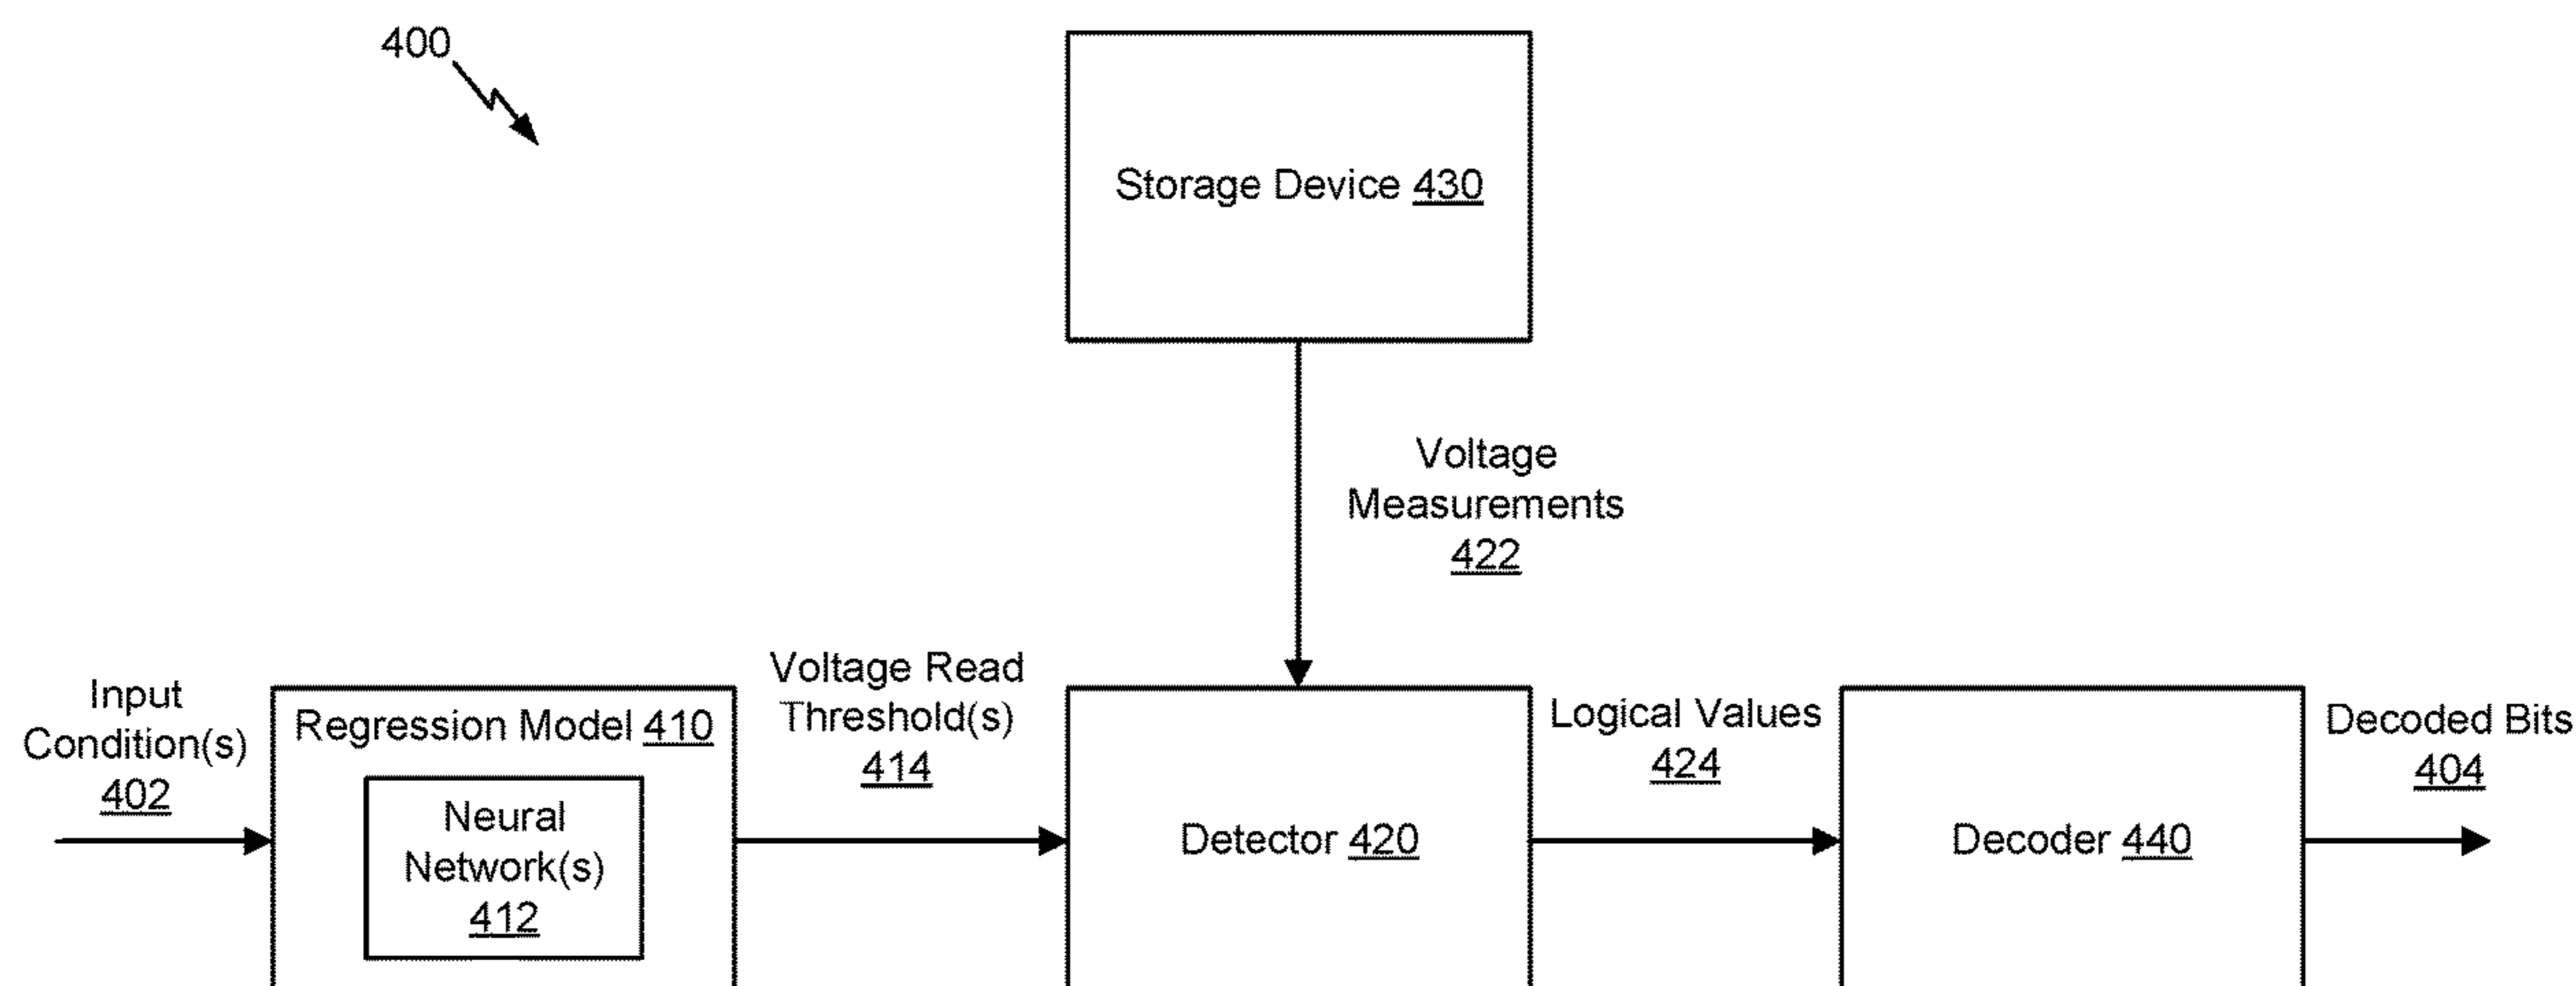 400
Storage Device 430
Voltage
Measurements
422
Input
Condition(s)
402
Regression Model 410
Neural
Network(s)
412
Voltage Read
Threshold(s)
414
Detector 420
Logical Values
424
Decoder 440
Decoded Bits
404